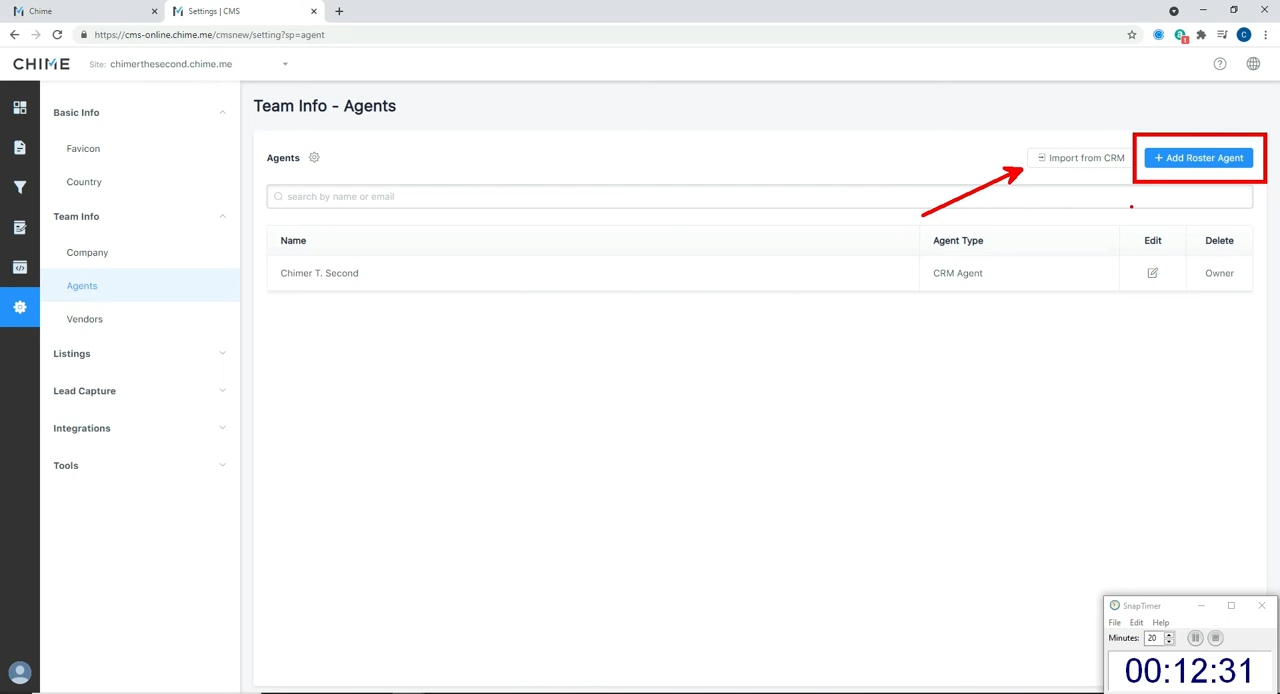 Chime
Settings | CMS
https://cms-online.chime.me/cmsnew/setting?sp=agent
1
C
CHIME
Site: chimerthesecond.chime.me
Basic Info
Favicon
Country
Team Info
Company
Agents
Vendors
Listings
Lead Capture
Integrations
Tools
Team Info - Agents
Agents
Import from CRM
+ Add Roster Agent
search by name or email
Name Agent Type Edit Delete
Chimer T. Second CRM Agent Owner
SnapTimer
File Edit Help
Minutes: 20
00:12:31